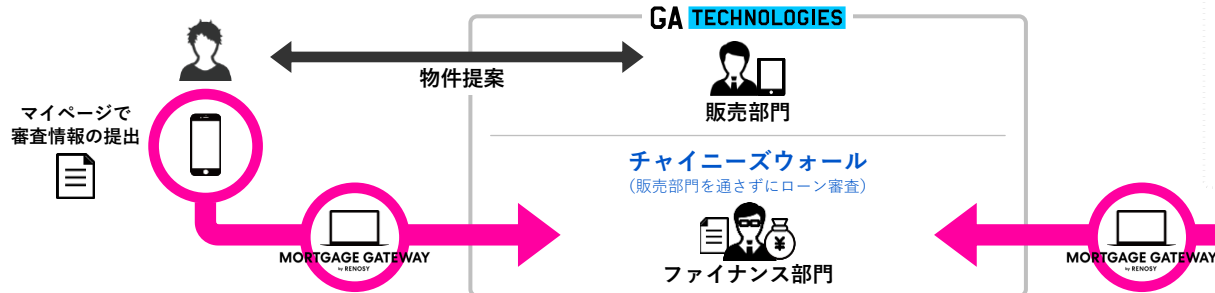 GA TECHNOLOGIES
物件提案
販売部門
マイページで
審査情報の提出
チャイニーズウォール
(販売部門を通さずにローン審査)
¥
MORTGAGE GATEWAY
by RENOSY
ファイナンス部門
MORTGAGE GATEWAY
by RENOSY